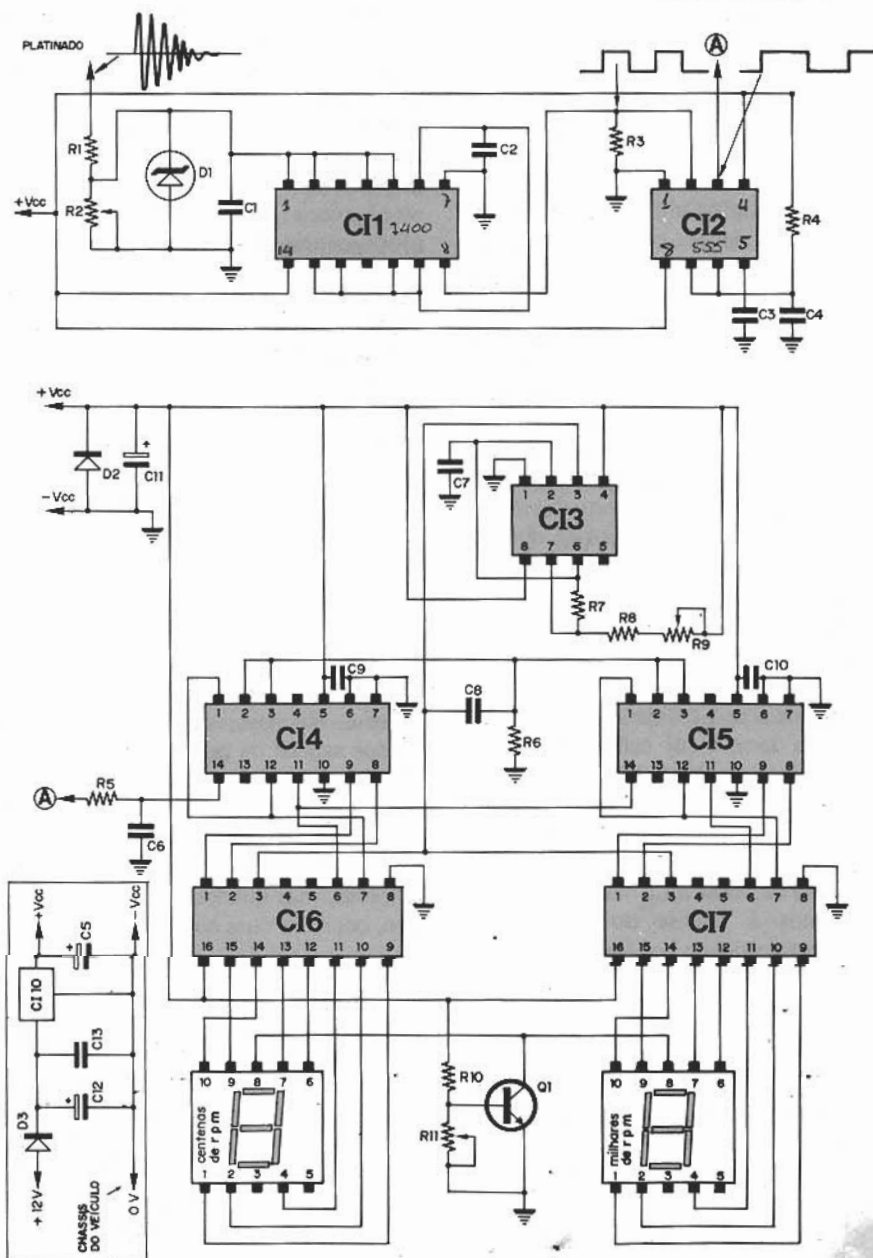 PLATINADO
A
R1
R2
D1
C1
C2
R3
R4
+Vcc
1
7
CI1 7400
14
8
1
4
CI2
8 555 5
C3
C4
+Vcc
D2
+
C11
-Vcc
C7
1 2 3 4
CI3
8 7 6 5
R7
R8
R9
C9
C8
R6
C10
1 2 3 4 5 6 7
CI4
14 13 12 11 10 9 8
1 2 3 4 5 6 7
CI5
14 13 12 11 10 9 8
A
R5
C6
1 2 3 4 5 6 7 8
CI6
16 15 14 13 12 11 10 9
1 2 3 4 5 6 7 8
CI7
16 15 14 13 12 11 10 9
+Vcc
-Vcc
+
C5
CI10
C13
+
C12
D3
+12V
0V
CHASSIS
DO VEÍCULO
10 9 8 7 6
centenas
de rpm
1 2 3 4 5
R10
R11
Q1
10 9 8 7 6
milhares
de rpm
1 2 3 4 5